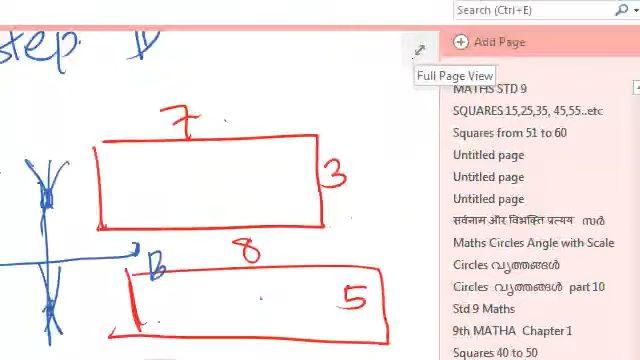 Search (Ctrl+E)
step. D
Add Page
Full Page View
MATHS STD 9
SQUARES 15,25,35, 45,55..etc
Squares from 51 to 60
Untitled page
Untitled page
Untitled page
सर्वनाम और विभक्ति प्रत्यय സർ
Maths Circles Angle with Scale
Circles വൃത്തങ്ങൾ
Circles വൃത്തങ്ങൾ part 10
Std 9 Maths
9th MATHA Chapter 1
Squares 40 to 50
7
3
B
8
5